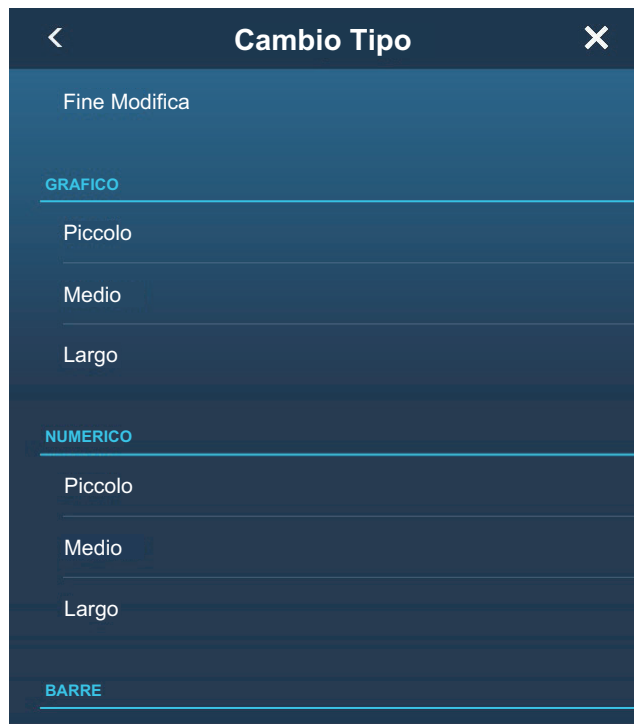 Cambio Tipo
Fine Modifica
GRAFICO
Piccolo
Medio
Largo
NUMERICO
Piccolo
Medio
Largo
BARRE